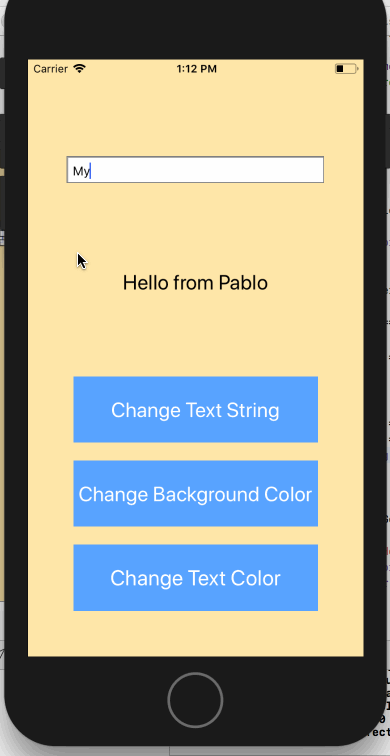 Carrier 1:12 PM
My
Hello from Pablo
Change Text String
Change Background Color
Change Text Color